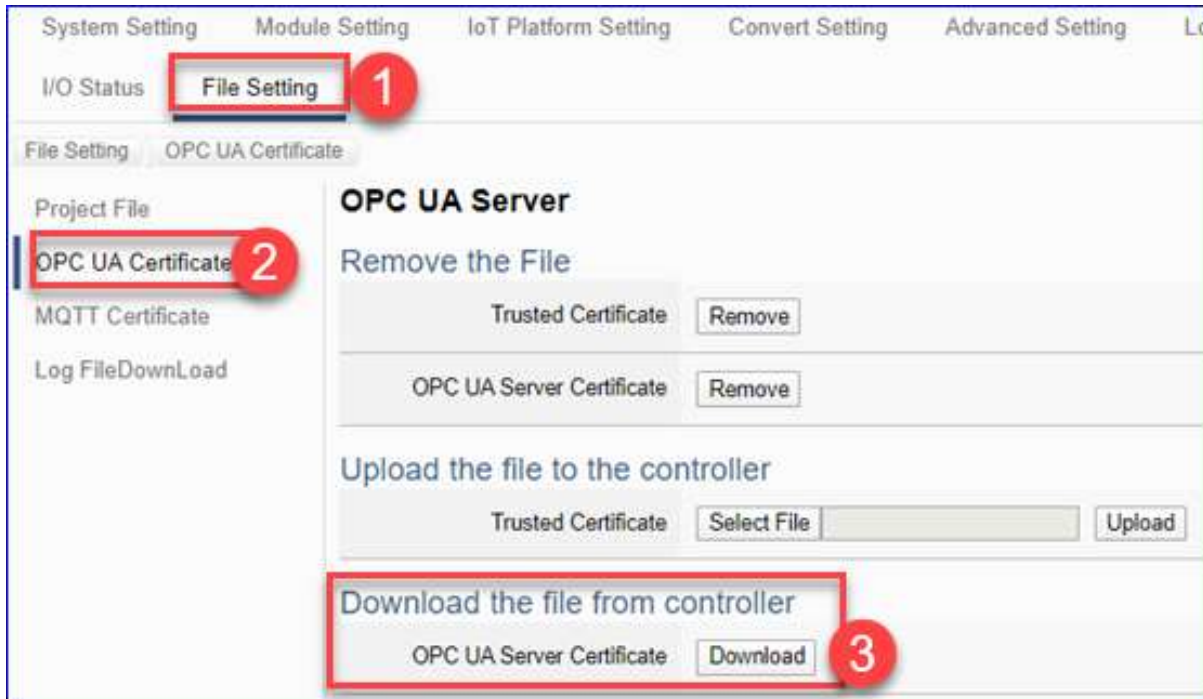 System Setting Module Setting IoT Platform Setting Convert Setting Advanced Setting
I/O Status File Setting 1
File Setting OPC UA Certificate
Project File
OPC UA Certificate 2
MQTT Certificate
Log FileDownLoad
OPC UA Server
Remove the File
Trusted Certificate Remove
OPC UA Server Certificate Remove
Upload the file to the controller
Trusted Certificate Select File Upload
Download the file from controller
OPC UA Server Certificate Download 3